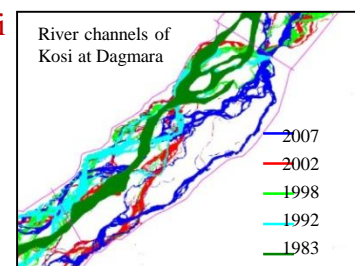 i
River channels of
Kosi at Dagmara
2007
2002
1998
1992
1983